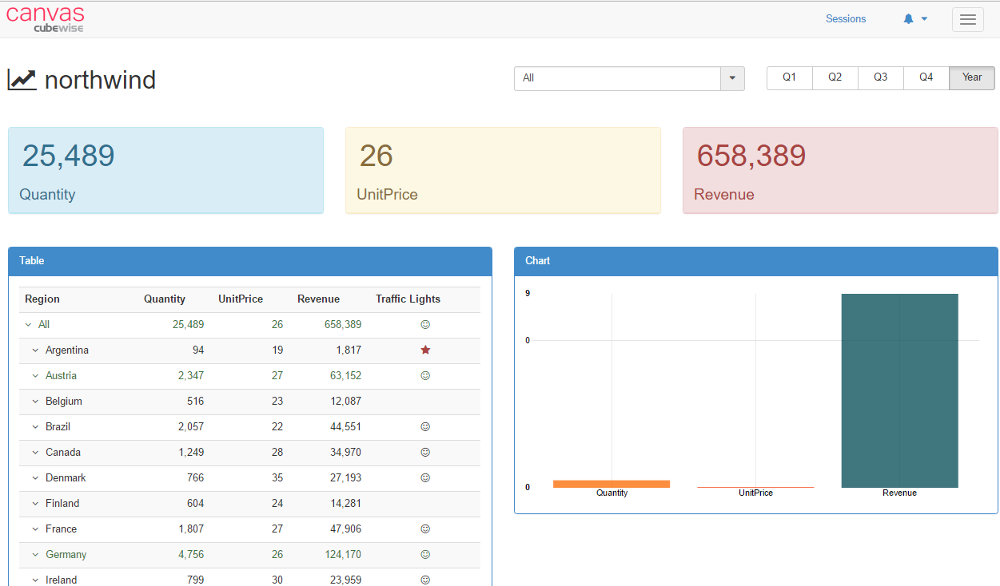 canvas
cubewise
Sessions
northwind
All
Q1 Q2 Q3 Q4 Year
25,489
Quantity
26
UnitPrice
658,389
Revenue
Table
Region Quantity UnitPrice Revenue Traffic Lights
All 25,489 26 658,389
Argentina 94 19 1,817
Austria 2,347 27 63,152
Belgium 516 23 12,087
Brazil 2,057 22 44,551
Canada 1,249 28 34,970
Denmark 766 35 27,193
Finland 604 24 14,281
France 1,807 27 47,906
Germany 4,756 26 124,170
Ireland 799 30 23,959
Chart
9
0
0
Quantity UnitPrice Revenue